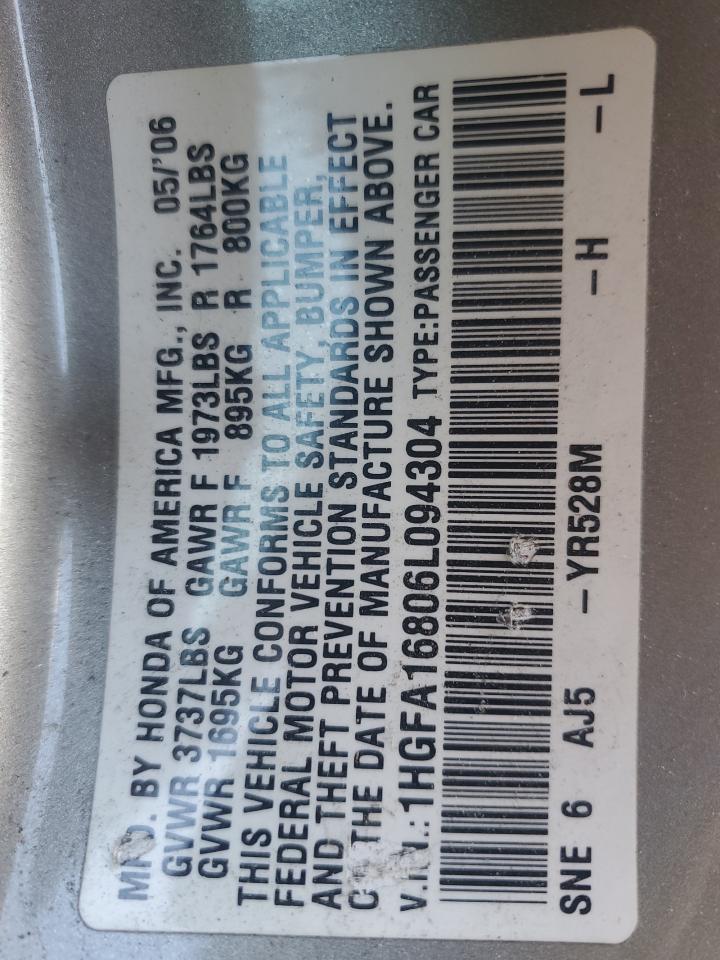 MFD. BY HONDA OF AMERICA MFG., INC. 05/'06
GVWR 3737LBS GAWR F 1973LBS R 1764LBS
GVWR 1695KG GAWR F 895KG R 800KG
THIS VEHICLE CONFORMS TO ALL APPLICABLE
FEDERAL MOTOR VEHICLE SAFETY, BUMPER,
AND THEFT PREVENTION STANDARDS IN EFFECT
ON THE DATE OF MANUFACTURE SHOWN ABOVE.
V.I.N.: 1HGFA16806L094304 TYPE:PASSENGER CAR
SNE 6 AJ5 –YR528M –H –L